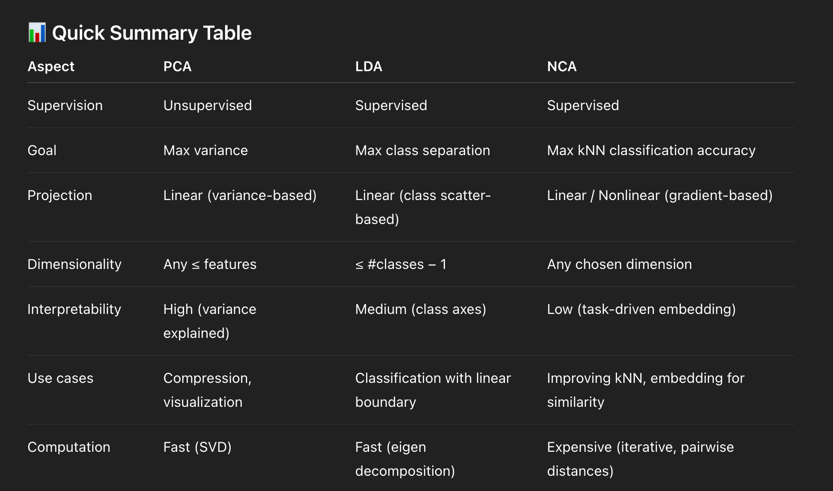 📊 Quick Summary Table
Aspect PCA LDA NCA
Supervision Unsupervised Supervised Supervised
Goal Max variance Max class separation Max kNN classification accuracy
Projection Linear (variance-based) Linear (class scatter- Linear / Nonlinear (gradient-based)
based)
Dimensionality Any ≤ features ≤ #classes − 1 Any chosen dimension
Interpretability High (variance Medium (class axes) Low (task-driven embedding)
explained)
Use cases Compression, Classification with linear Improving kNN, embedding for
visualization boundary similarity
Computation Fast (SVD) Fast (eigen Expensive (iterative, pairwise
decomposition) distances)